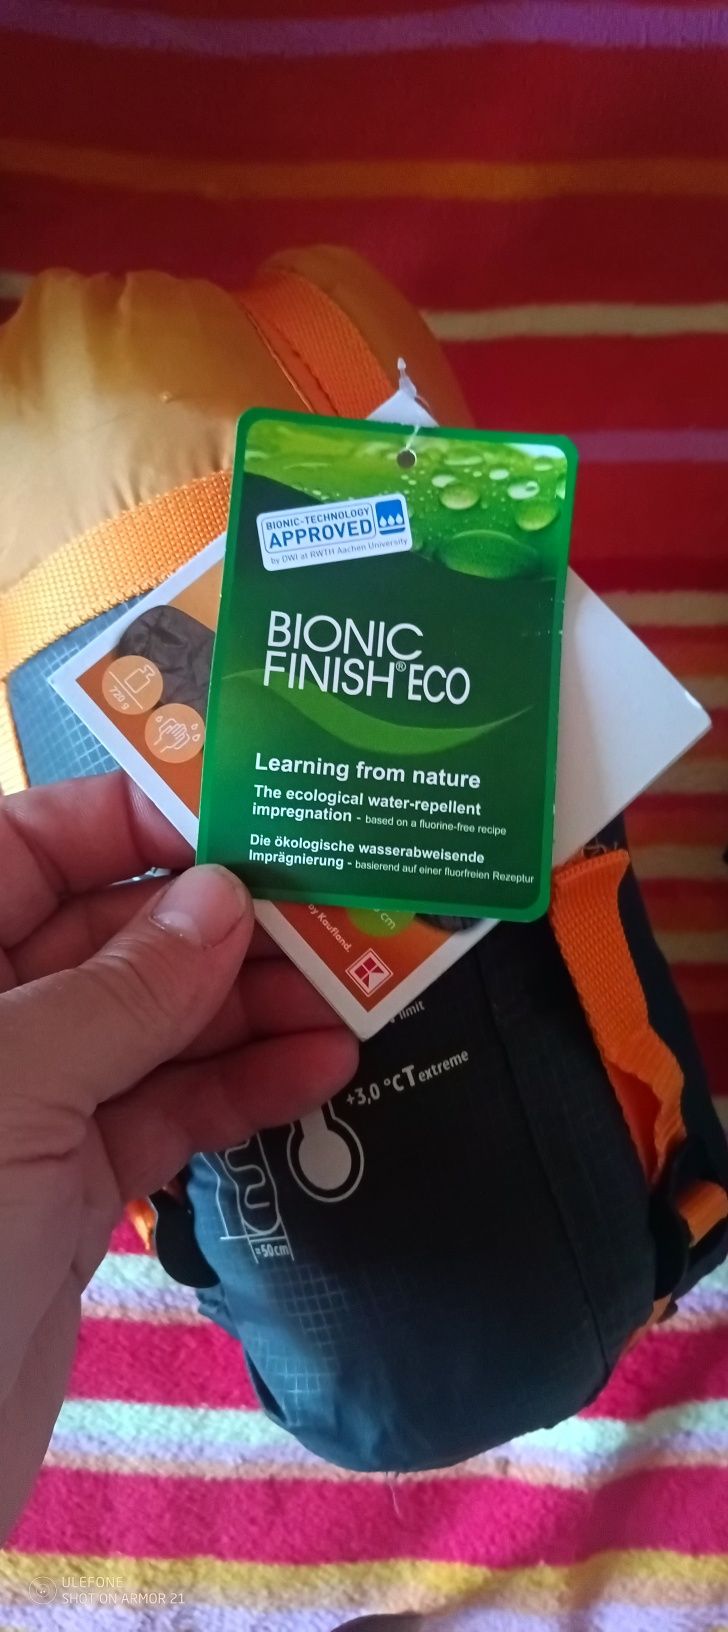 BIONIC-TECHNOLOGY
APPROVED
by DWI at RWTH Aachen University
BIONIC
FINISH® ECO
Learning from nature
The ecological water-repellent
impregnation - based on a fluorine-free recipe
Die ökologische wasserabweisende
Imprägnierung - basierend auf einer fluorfreien Rezeptur
720 g
cm
by Kaufland.
limit
+3,0 °C T extreme
≈50cm
ULEFONE
SHOT ON ARMOR 21